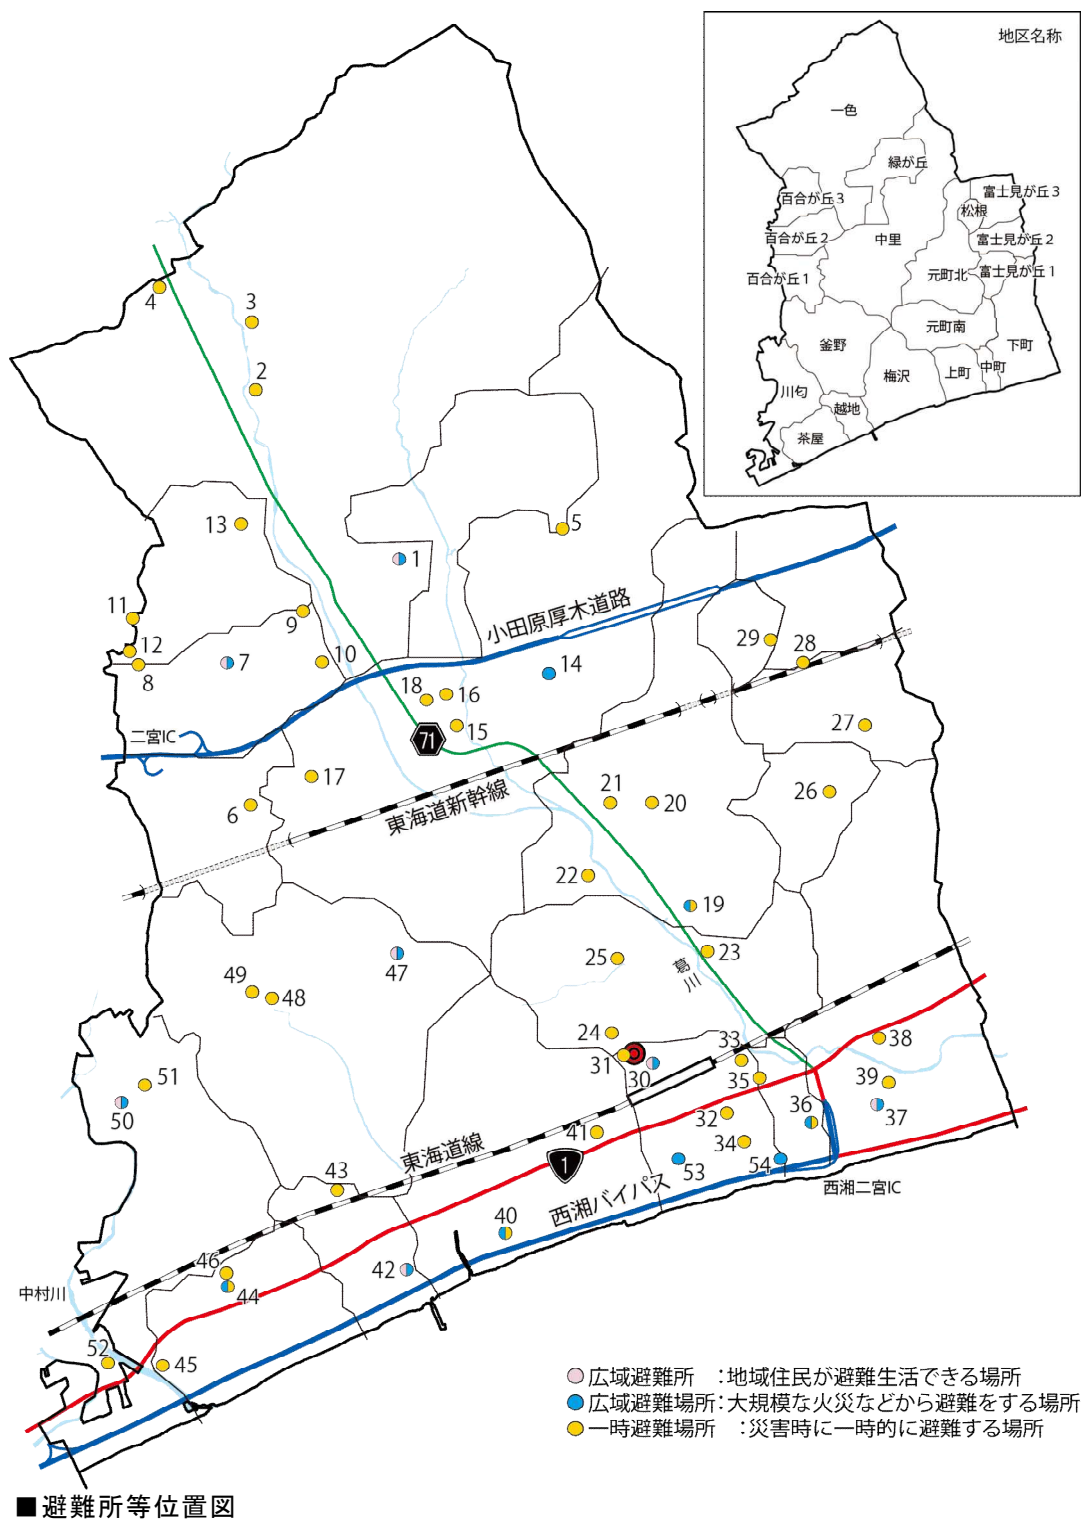 地区名称
一色
緑が丘
百合が丘3
富士見が丘3
松根
百合が丘2
中里
富士見が丘2
百合が丘1
元町北
富士見が丘1
元町南
釜野
下町
梅沢
上町
中町
川匂
越地
茶屋
4
3
2
13
5
1
11
9
小田原厚木道路
12
8
7
10
14
29
28
18
16
15
71
二宮IC
27
17
6
21
20
26
東海道新幹線
22
19
47
25
23
葛川
49
48
24
33
38
31
30
35
39
51
50
32
36
37
41
34
東海道線
1
53
54
西湘バイパス
西湘二宮IC
43
40
46
42
44
中村川
52
45
広域避難所　：地域住民が避難生活できる場所
広域避難場所：大規模な火災などから避難をする場所
一時避難場所　：災害時に一時的に避難する場所
■避難所等位置図